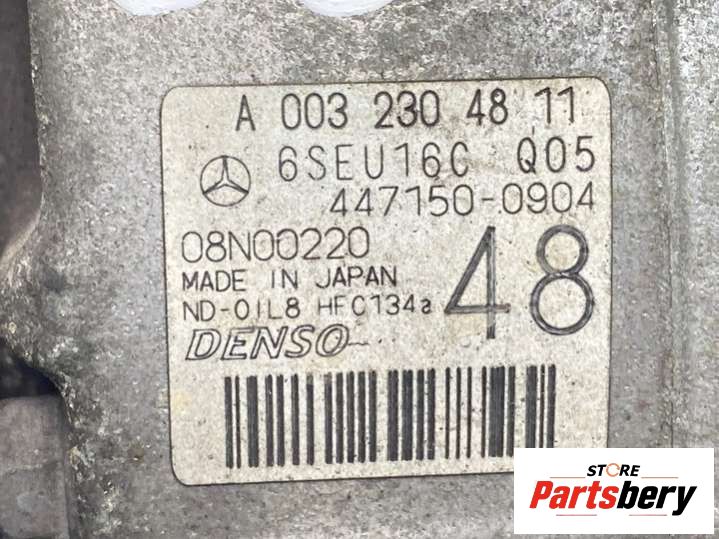 A 003 230 48 11
6SEU16C Q05
447150-0904
08N00220
MADE IN JAPAN
ND-OIL8 HFC134a
48
DENSO
STORE
Partsbery